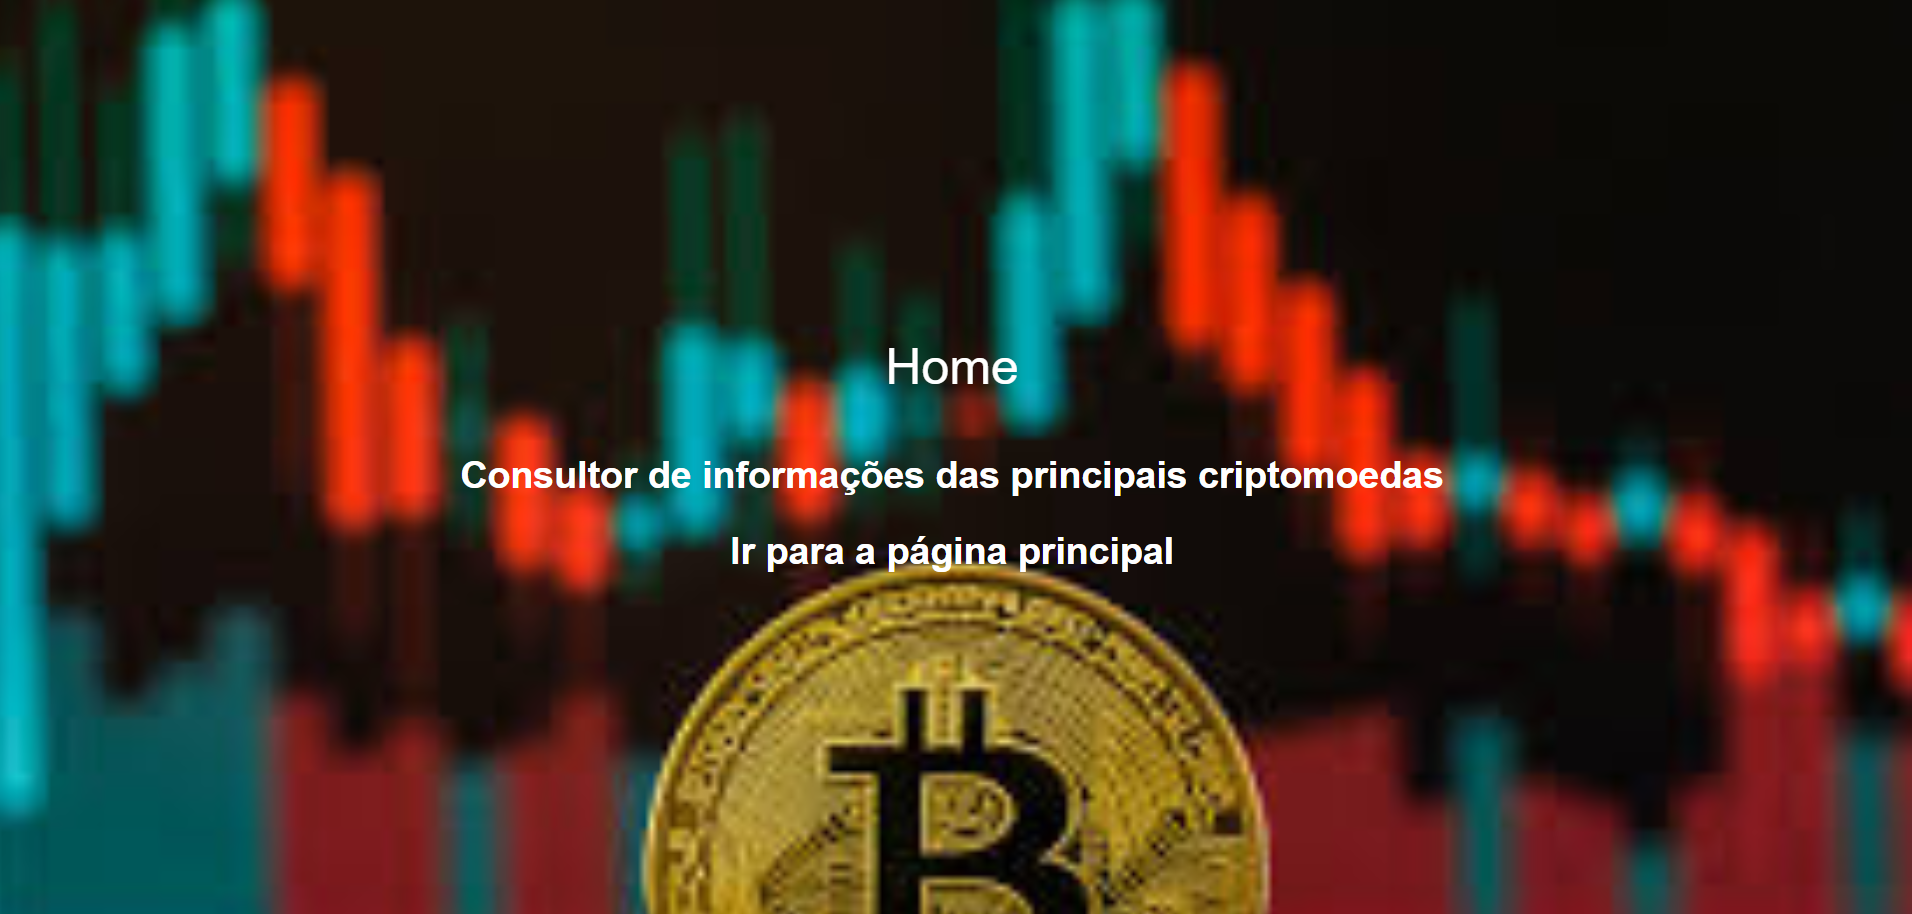 Home
Consultor de informações das principais criptomoedas
Ir para a página principal